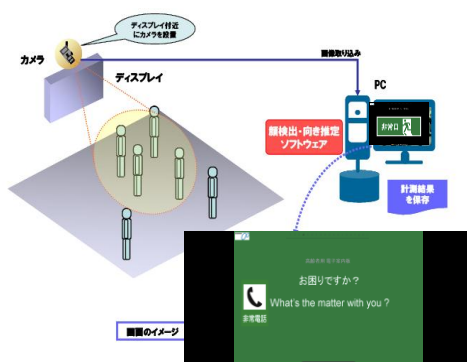 ディスプレイ付近
にカメラを設置
カメラ
ディスプレイ
画像取り込み
PC
顔検出・向き推定
ソフトウェア
非常口
計測結果
を保存
お困りですか？
What's the matter with you ?
非常電話
画面のイメージ